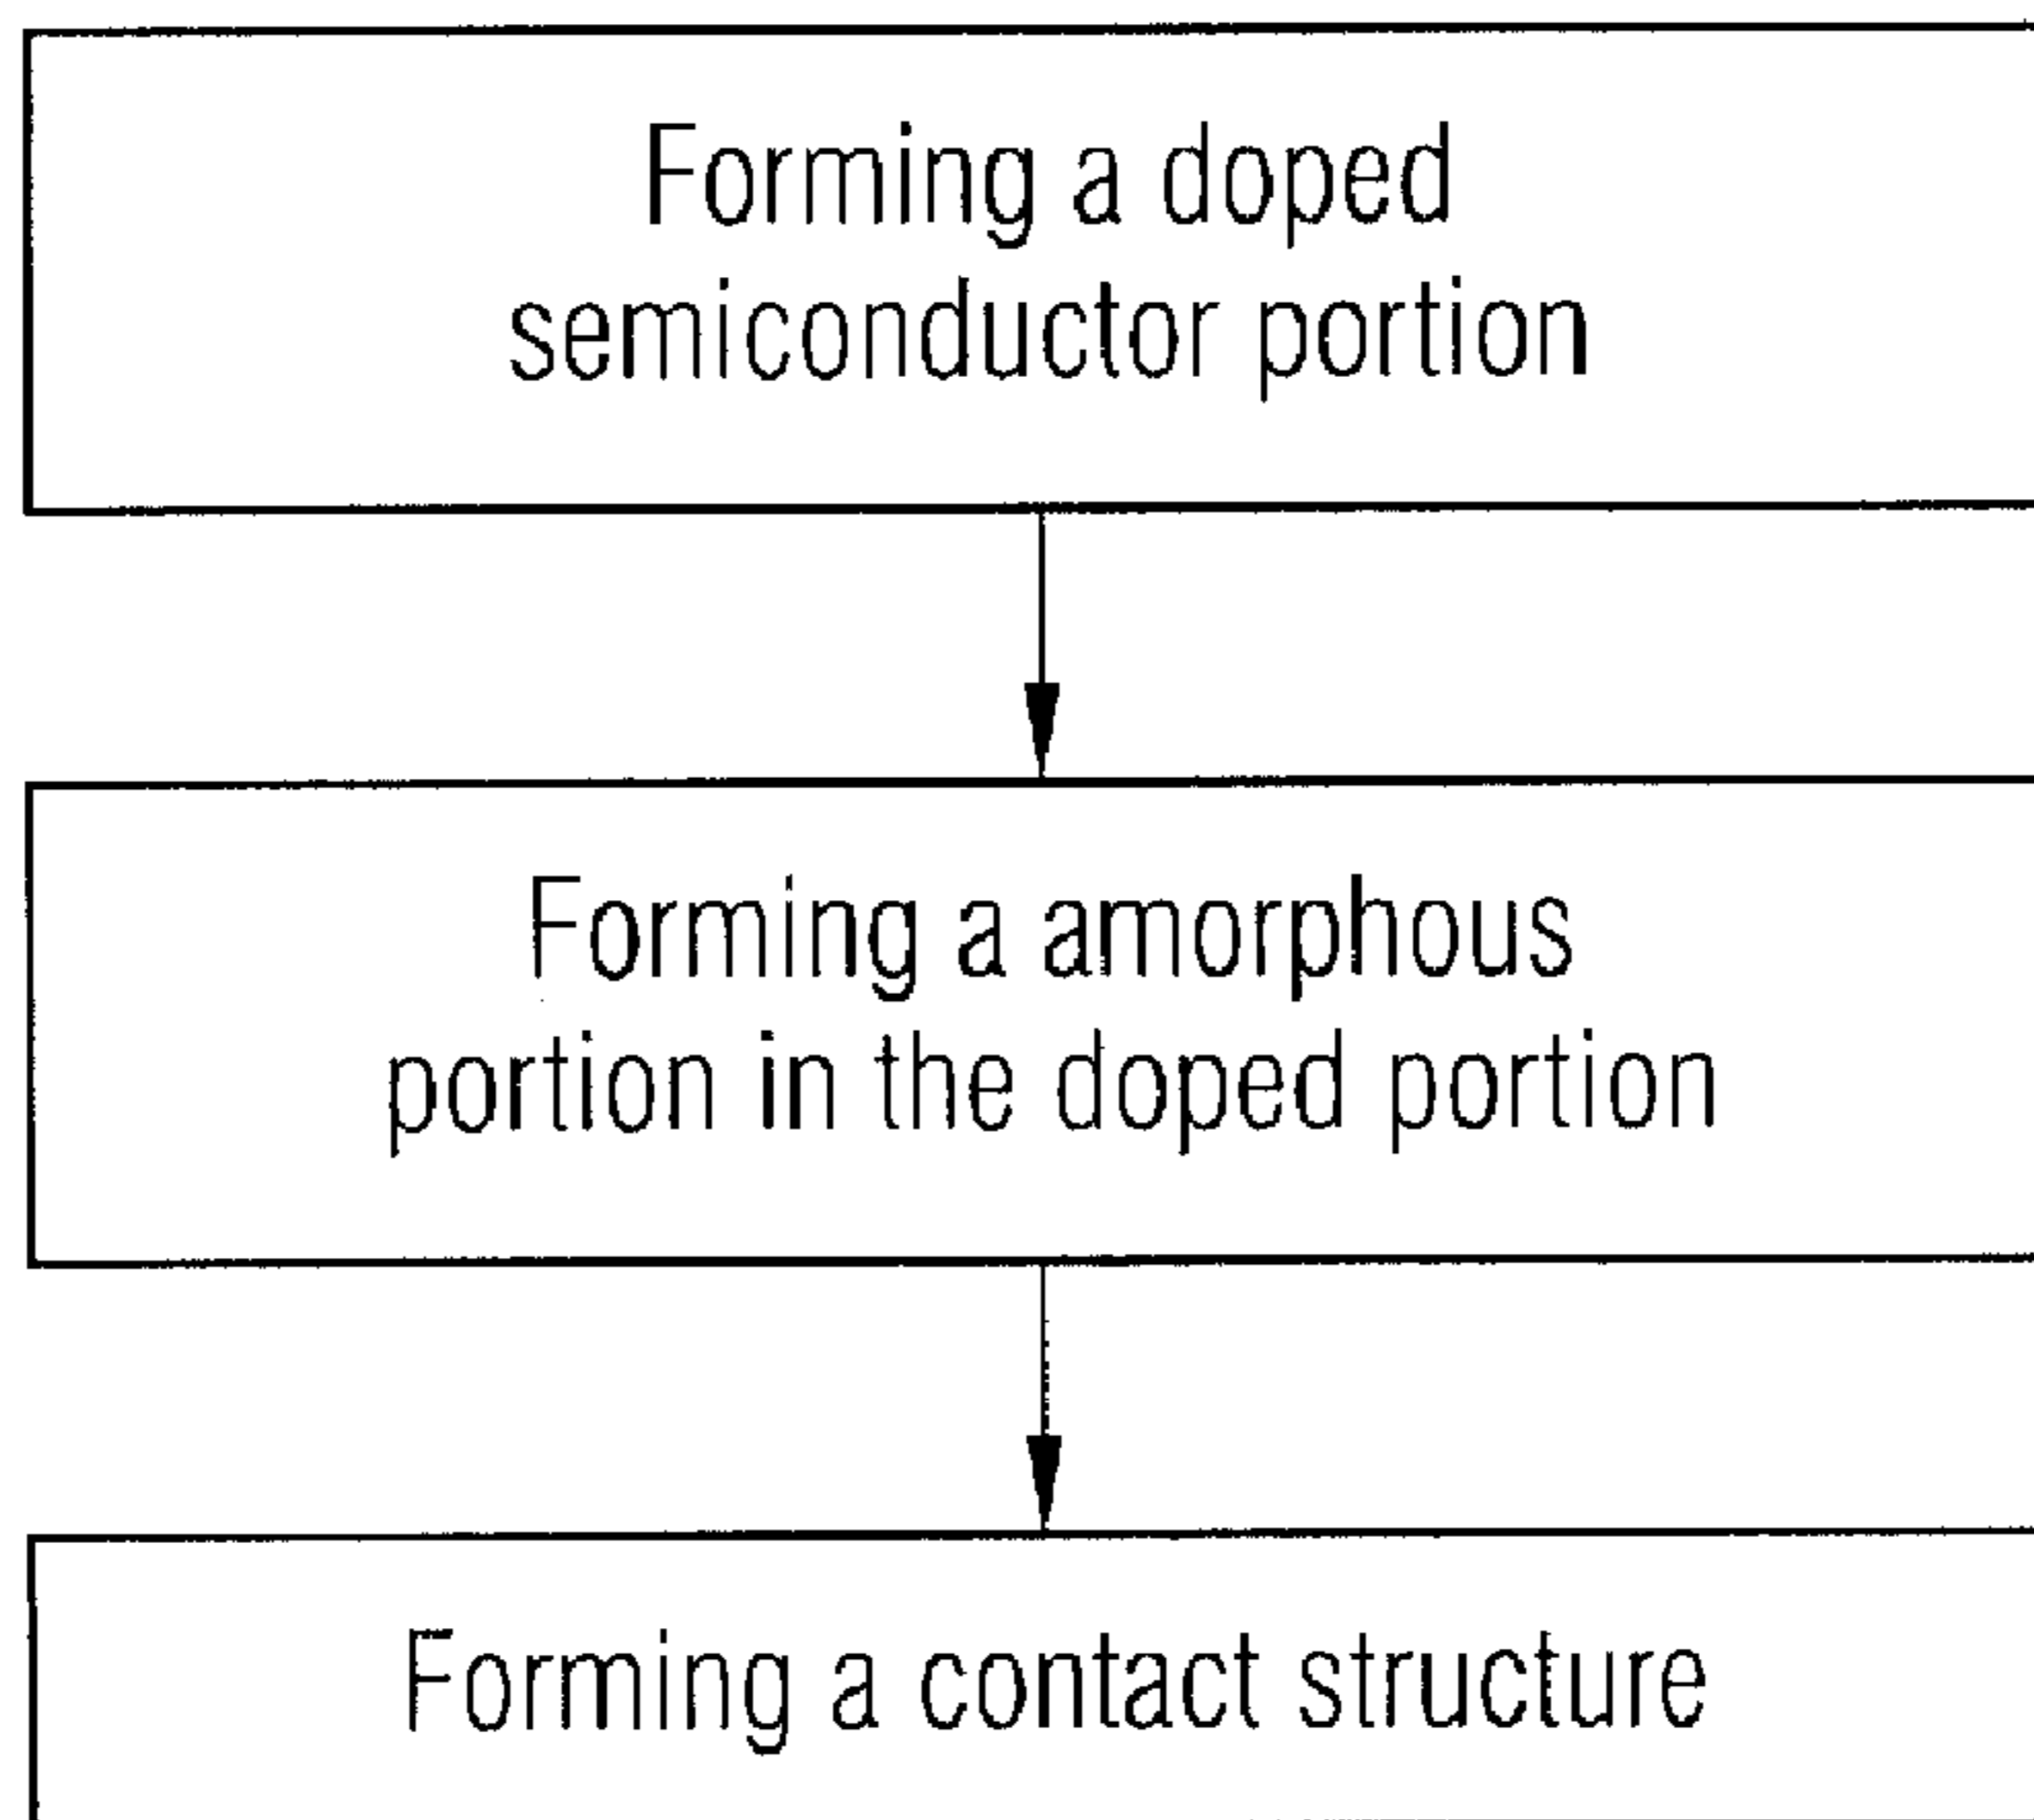 Forming a doped
semiconductor portion
Forming a amorphous
portion in the doped portion
Forming a contact structure